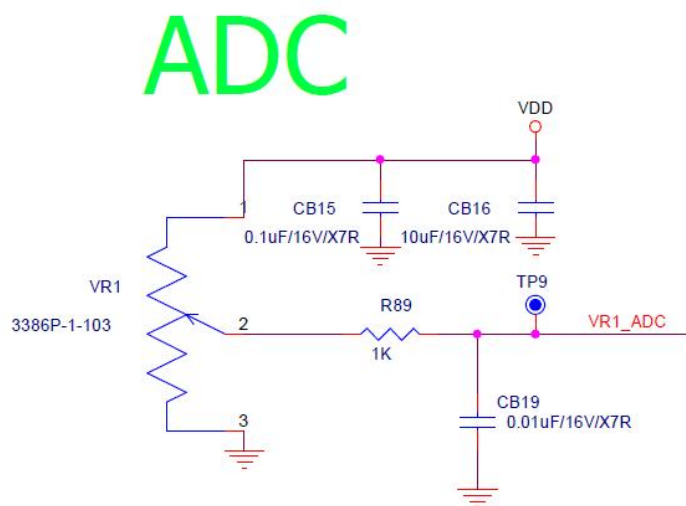 ADC
VDD
1
CB15
CB16
0.1uF/16V/X7R
10uF/16V/X7R
TP9
VR1
R89
3386P-1-103
2
VR1_ADC
1K
CB19
0.01uF/16V/X7R
3